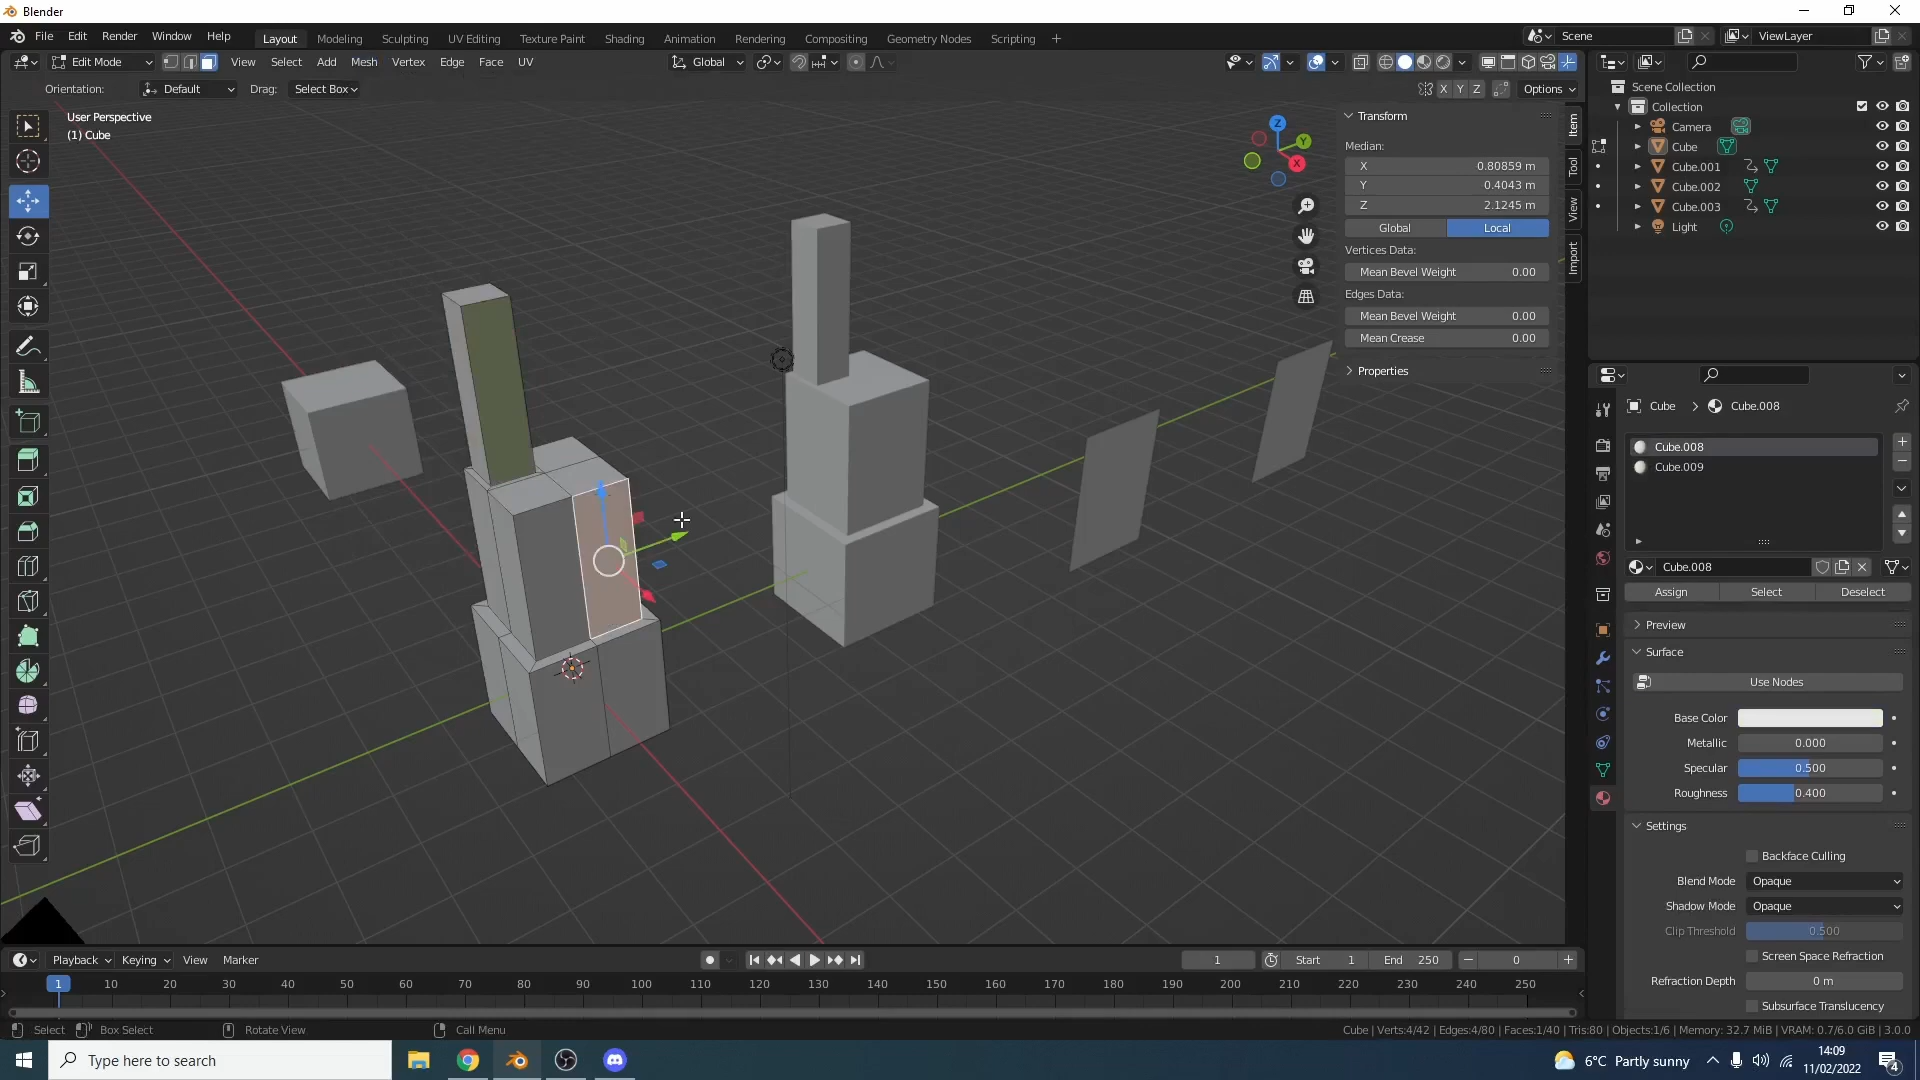 Blender
File Edit Render Window Help
Layout Modeling Sculpting UV Editing Texture Paint Shading Animation Rendering Compositing Geometry Nodes Scripting +
Scene
ViewLayer
Edit Mode View Select Add Mesh Vertex Edge Face UV
Global
Orientation: Default Drag: Select Box
X Y Z Options
User Perspective
(1) Cube
Z
Y
X
Transform
Median:
X 0.80859 m
Y 0.4043 m
Z 2.1245 m
Global Local
Vertices Data:
Mean Bevel Weight 0.00
Edges Data:
Mean Bevel Weight 0.00
Mean Crease 0.00
Properties
Item
Tool
View
Import
Scene Collection
Collection
Camera
Cube
Cube.001
Cube.002
Cube.003
Light
Cube > Cube.008
Cube.008
Cube.009
Cube.008
Assign Select Deselect
Preview
Surface
Use Nodes
Base Color
Metallic 0.000
Specular 0.500
Roughness 0.400
Settings
Backface Culling
Blend Mode Opaque
Shadow Mode Opaque
Clip Threshold 0.500
Screen Space Refraction
Refraction Depth 0 m
Subsurface Translucency
Playback Keying View Marker
1 Start 1 End 250 0
1 10 20 30 40 50 60 70 80 90 100 110 120 130 140 150 160 170 180 190 200 210 220 230 240 250
Select Box Select Rotate View Call Menu
Cube | Verts:4/42 | Edges:4/80 | Faces:1/40 | Tris:80 | Objects:1/6 | Memory: 32.7 MiB | VRAM: 0.7/6.0 GiB | 3.0.0
Type here to search
6°C Partly sunny
14:09
11/02/2022
4